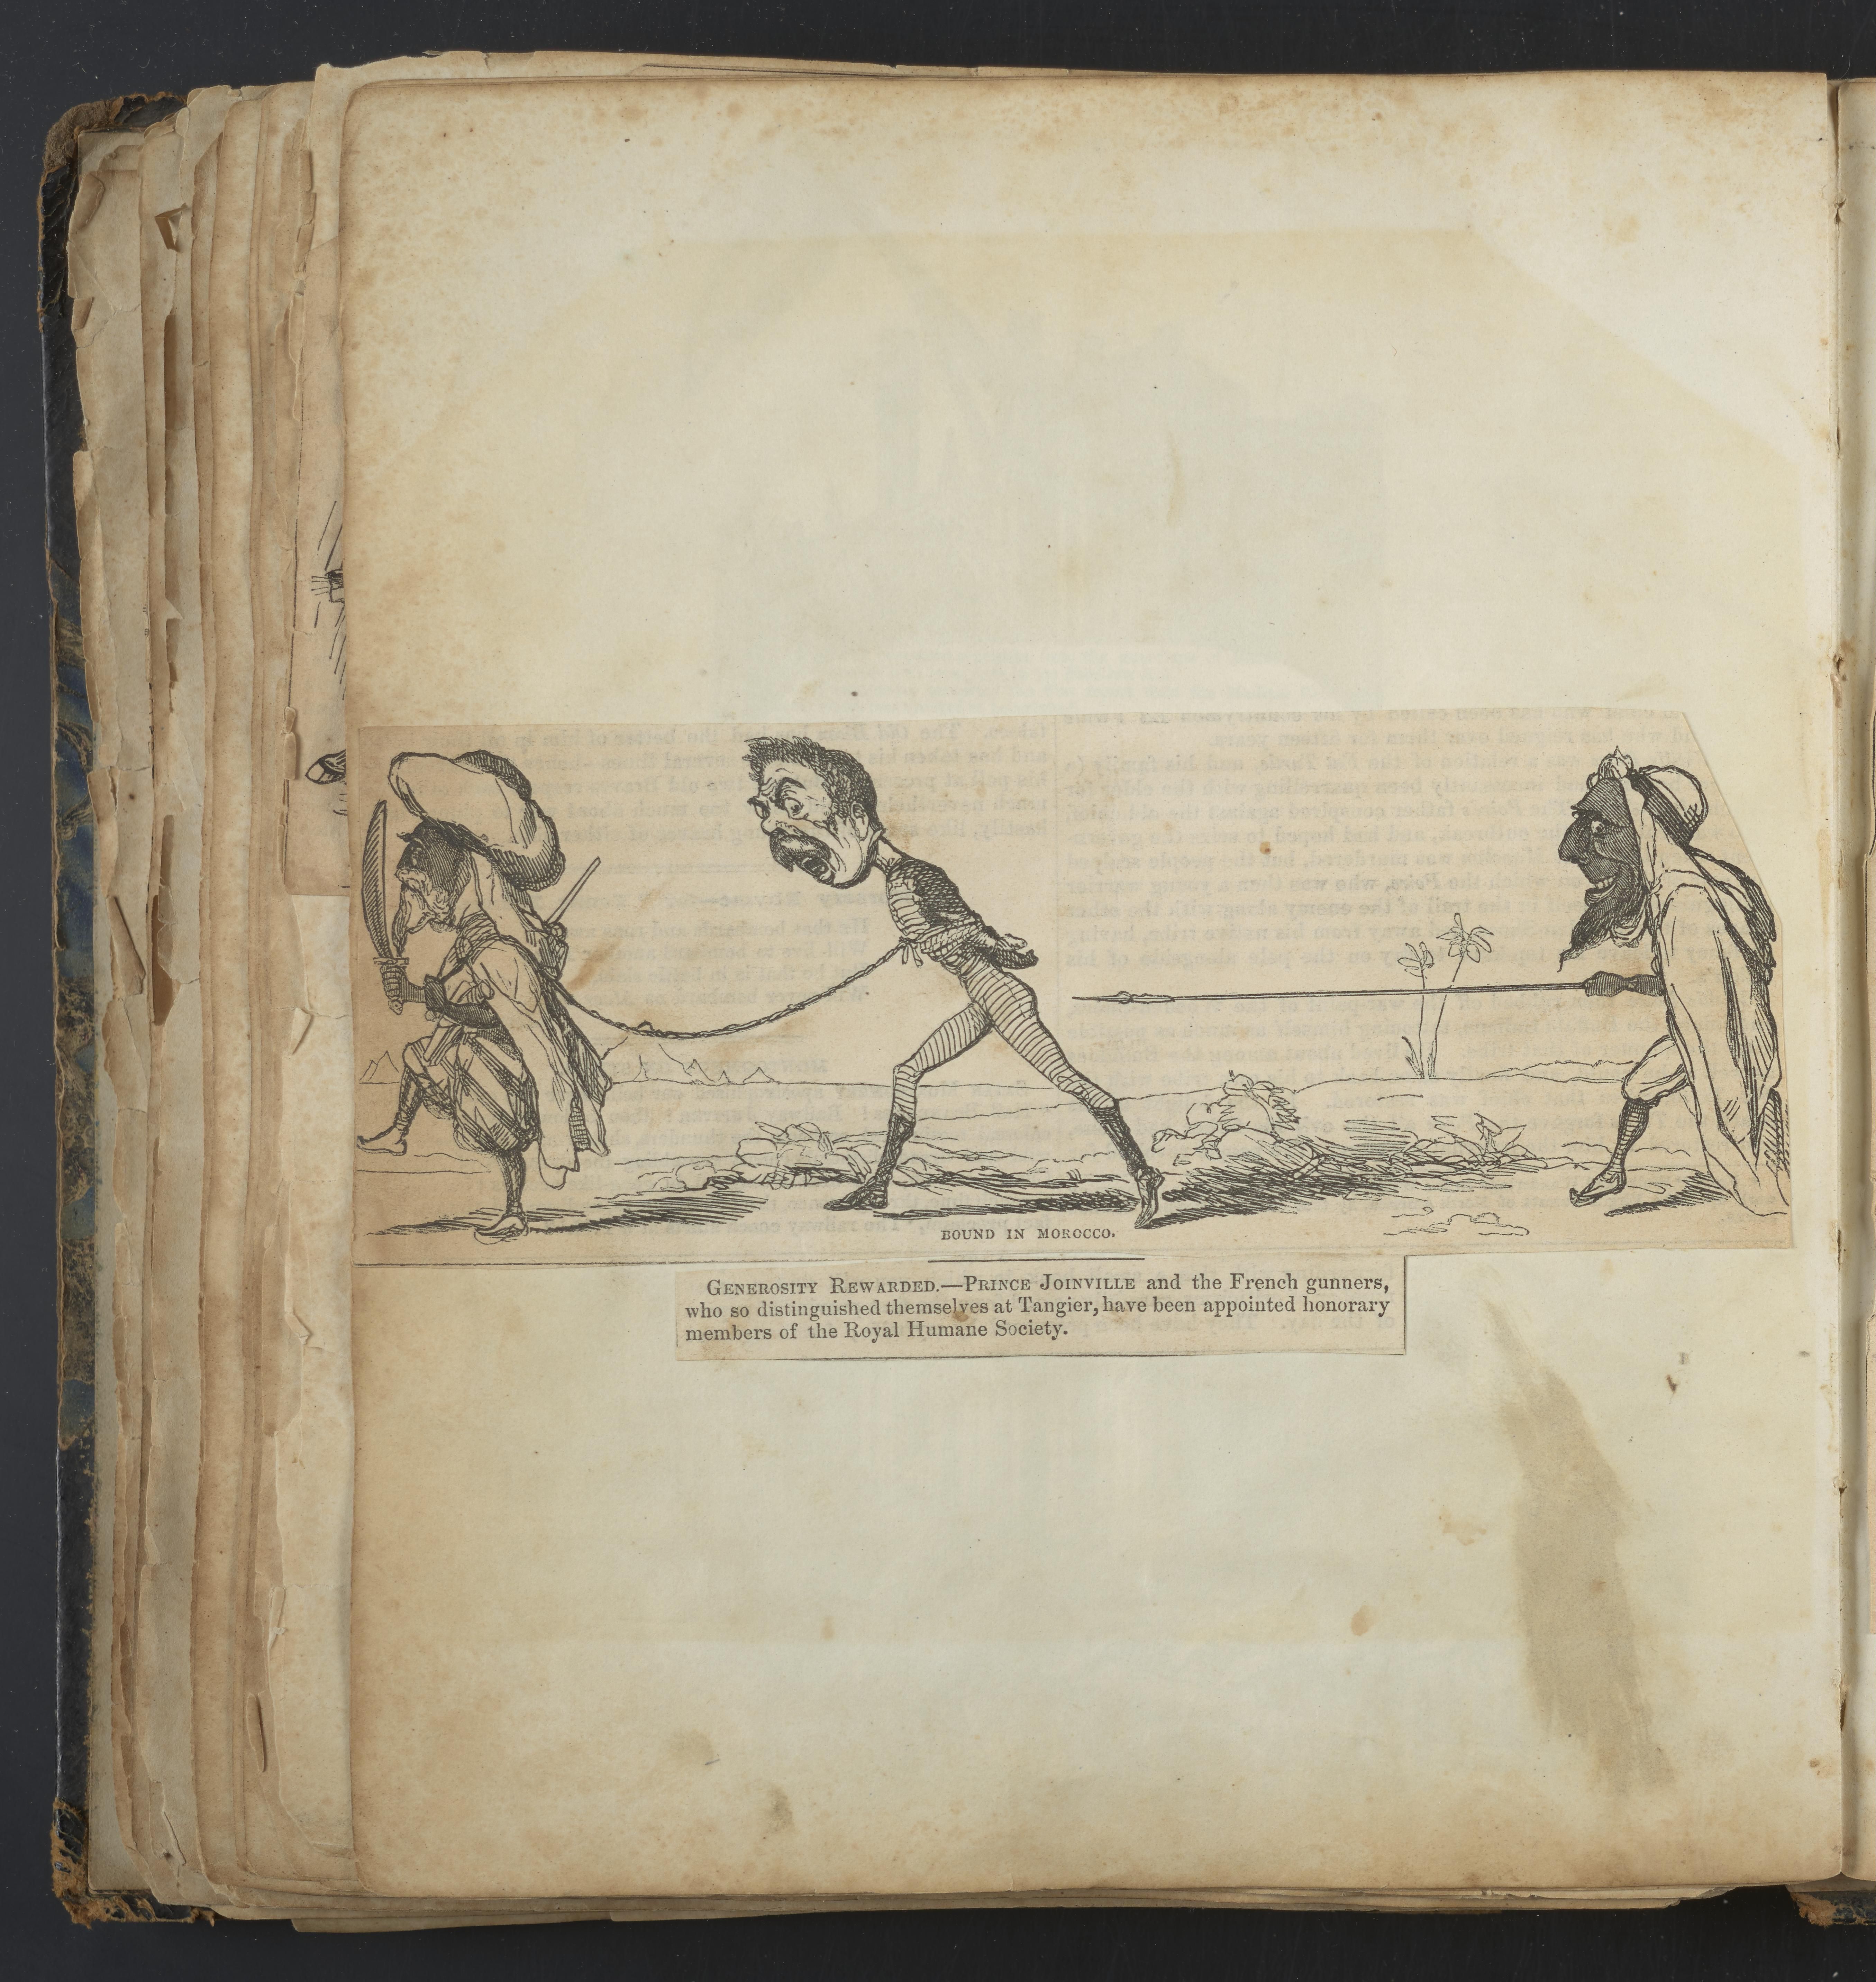 BOUND IN MOROCCO.
GENEROSITY REWARDED.—PRINCE JOINVILLE and the French gunners,
who so distinguished themselves at Tangier, have been appointed honorary
members of the Royal Humane Society.